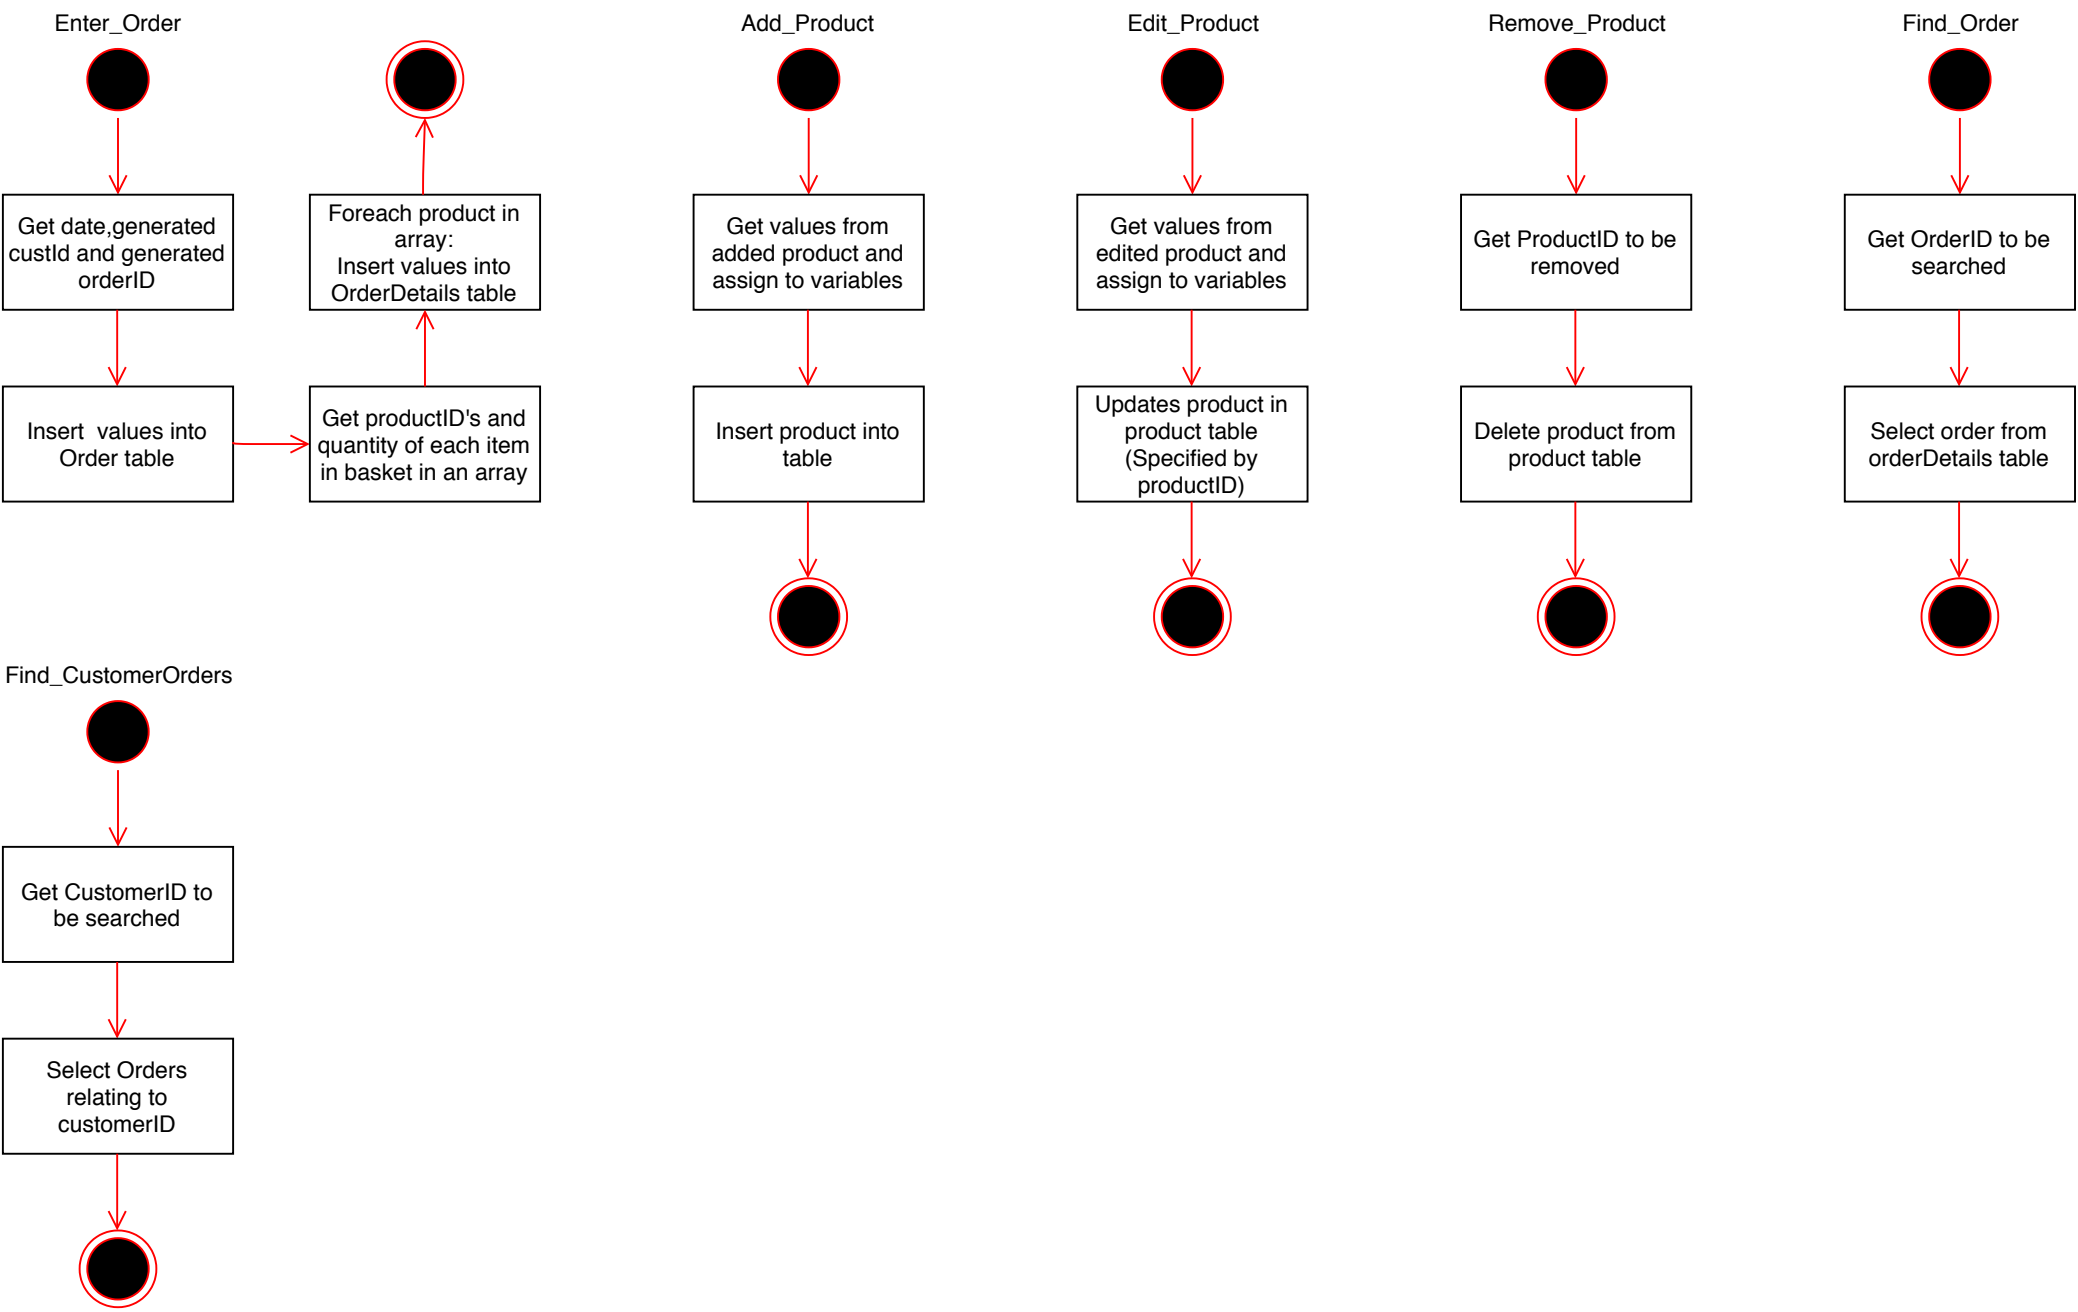 Enter_Order
Get date,generated
custId and generated
orderID
Insert  values into
Order table
Get productID's and
quantity of each item
in basket in an array
Foreach product in
array:
Insert values into
OrderDetails table
Add_Product
Get values from
added product and
assign to variables
Insert product into
table
Edit_Product
Get values from
edited product and
assign to variables
Updates product in
product table
(Specified by
productID)
Remove_Product
Get ProductID to be
removed
Delete product from
product table
Find_Order
Get OrderID to be
searched
Select order from
orderDetails table
Find_CustomerOrders
Get CustomerID to
be searched
Select Orders
relating to
customerID